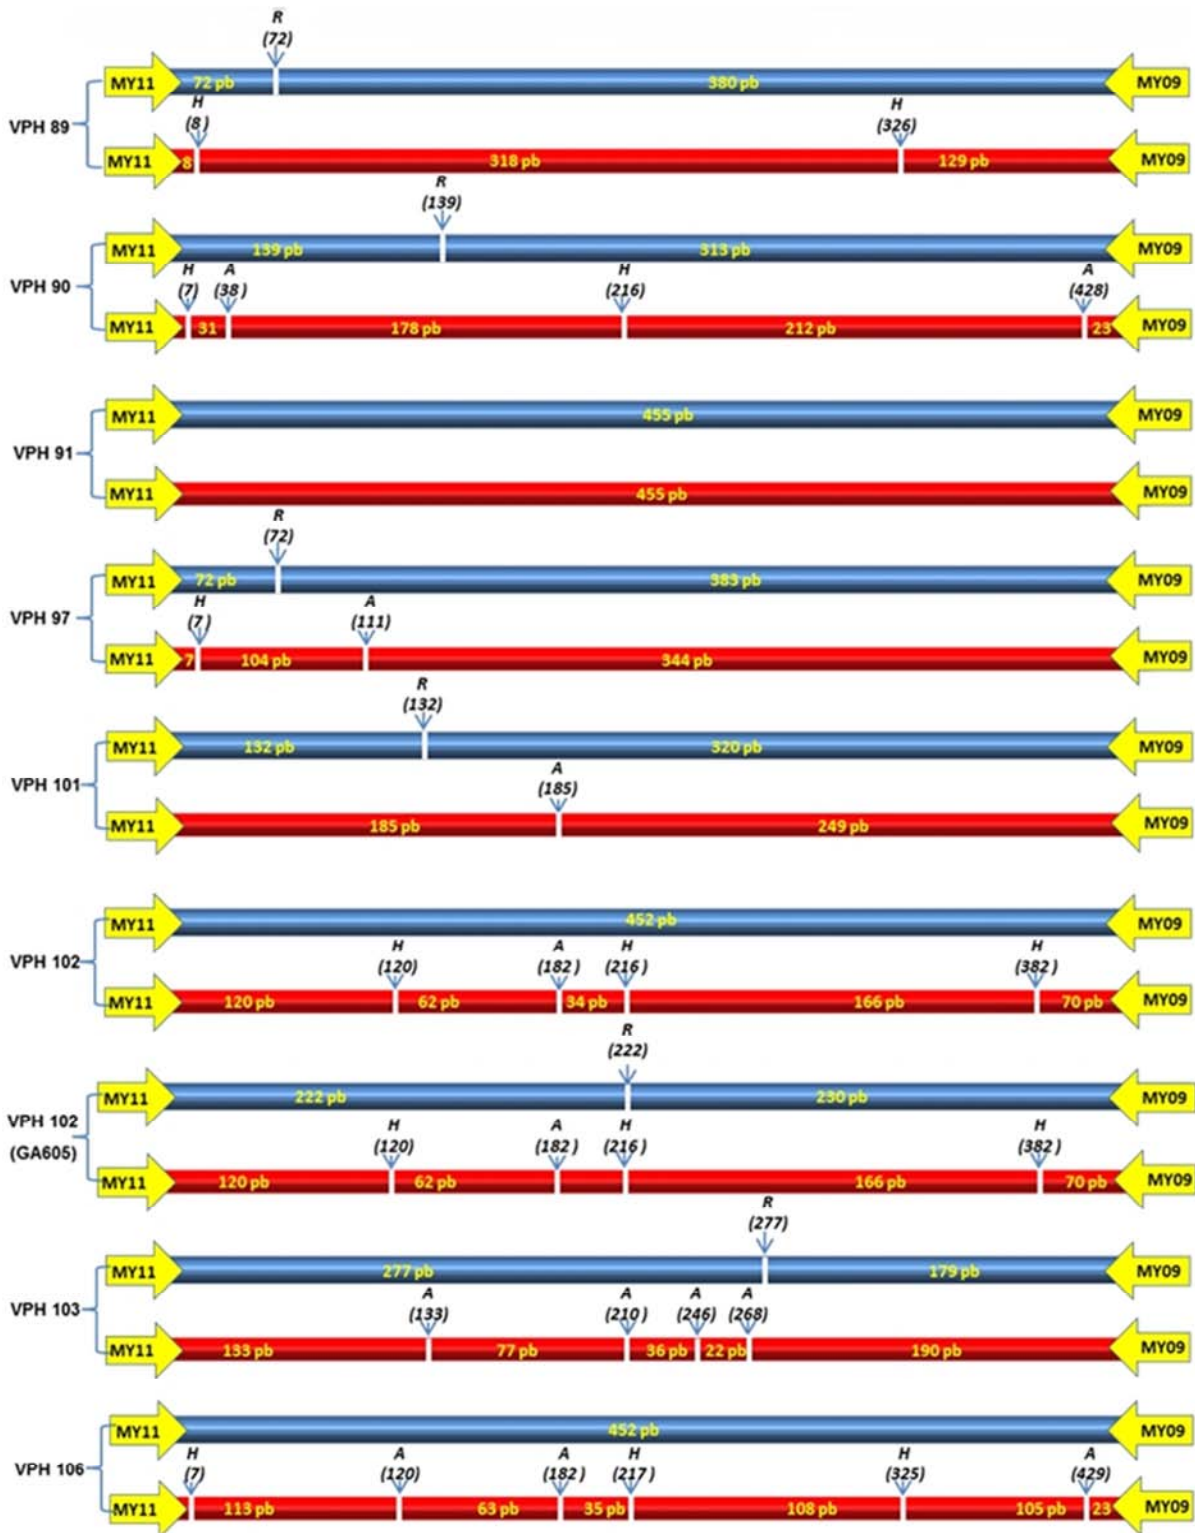 R
(72)
MY11 72 pb 380 pb MY09
H H
(8) (326)
VPH 89
MY11 8 318 pb 129 pb MY09
R
(139)
MY11 139 pb 313 pb MY09
H A H A
(7) (38) (216) (428)
VPH 90
MY11 31 178 pb 212 pb 23 MY09
MY11 455 pb MY09
VPH 91
MY11 455 pb MY09
R
(72)
MY11 72 pb 383 pb MY09
H A
(7) (111)
VPH 97
MY11 7 104 pb 344 pb MY09
R
(132)
MY11 132 pb 320 pb MY09
A
(185)
VPH 101
MY11 185 pb 249 pb MY09
MY11 452 pb MY09
H A H H
(120) (182) (216) (382)
VPH 102
MY11 120 pb 62 pb 34 pb 166 pb 70 pb MY09
R
(222)
MY11 222 pb 230 pb MY09
VPH 102
(GA605)
H A H H
(120) (182) (216) (382)
MY11 120 pb 62 pb 166 pb 70 pb MY09
R
(277)
MY11 277 pb 179 pb MY09
A A A A
(133) (210) (246) (268)
VPH 103
MY11 133 pb 77 pb 36 pb 22 pb 190 pb MY09
MY11 452 pb MY09
H A A H H A
(7) (120) (182) (217) (325) (429)
VPH 106
MY11 113 pb 63 pb 35 pb 108 pb 105 pb 23 MY09